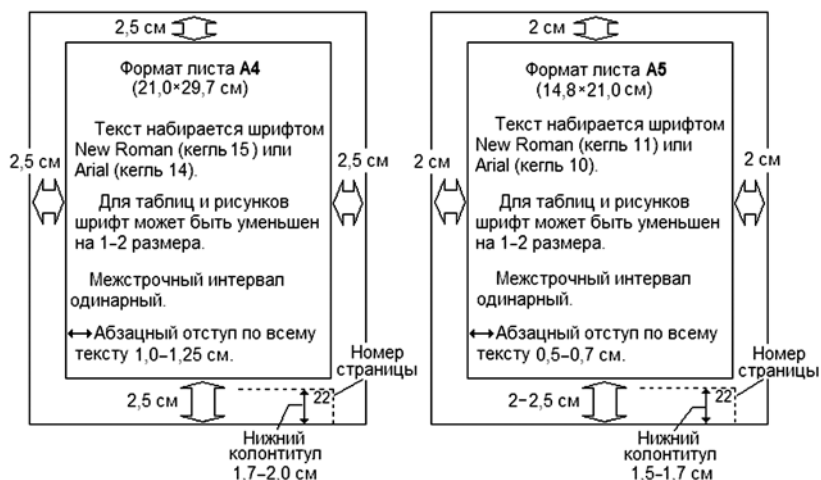 2,5 см
Формат листа А4
(21,0×29,7 см)
Текст набирается шрифтом
New Roman (кегль 15) или
Arial (кегль 14).
2,5 см
2,5 см
Для таблиц и рисунков
шрифт может быть уменьшен
на 1–2 размера.
Межстрочный интервал
одинарный.
Абзацный отступ по всему
тексту 1,0–1,25 см.
2,5 см
22
Номер
страницы
Нижний
колонтитул
1,7–2,0 см
2 см
Формат листа А5
(14,8×21,0 см)
Текст набирается шрифтом
New Roman (кегль 11) или
Arial (кегль 10).
2 см
2 см
Для таблиц и рисунков
шрифт может быть уменьшен
на 1–2 размера.
Межстрочный интервал
одинарный.
Абзацный отступ по всему
тексту 0,5–0,7 см.
2–2,5 см
22
Номер
страницы
Нижний
колонтитул
1,5–1,7 см